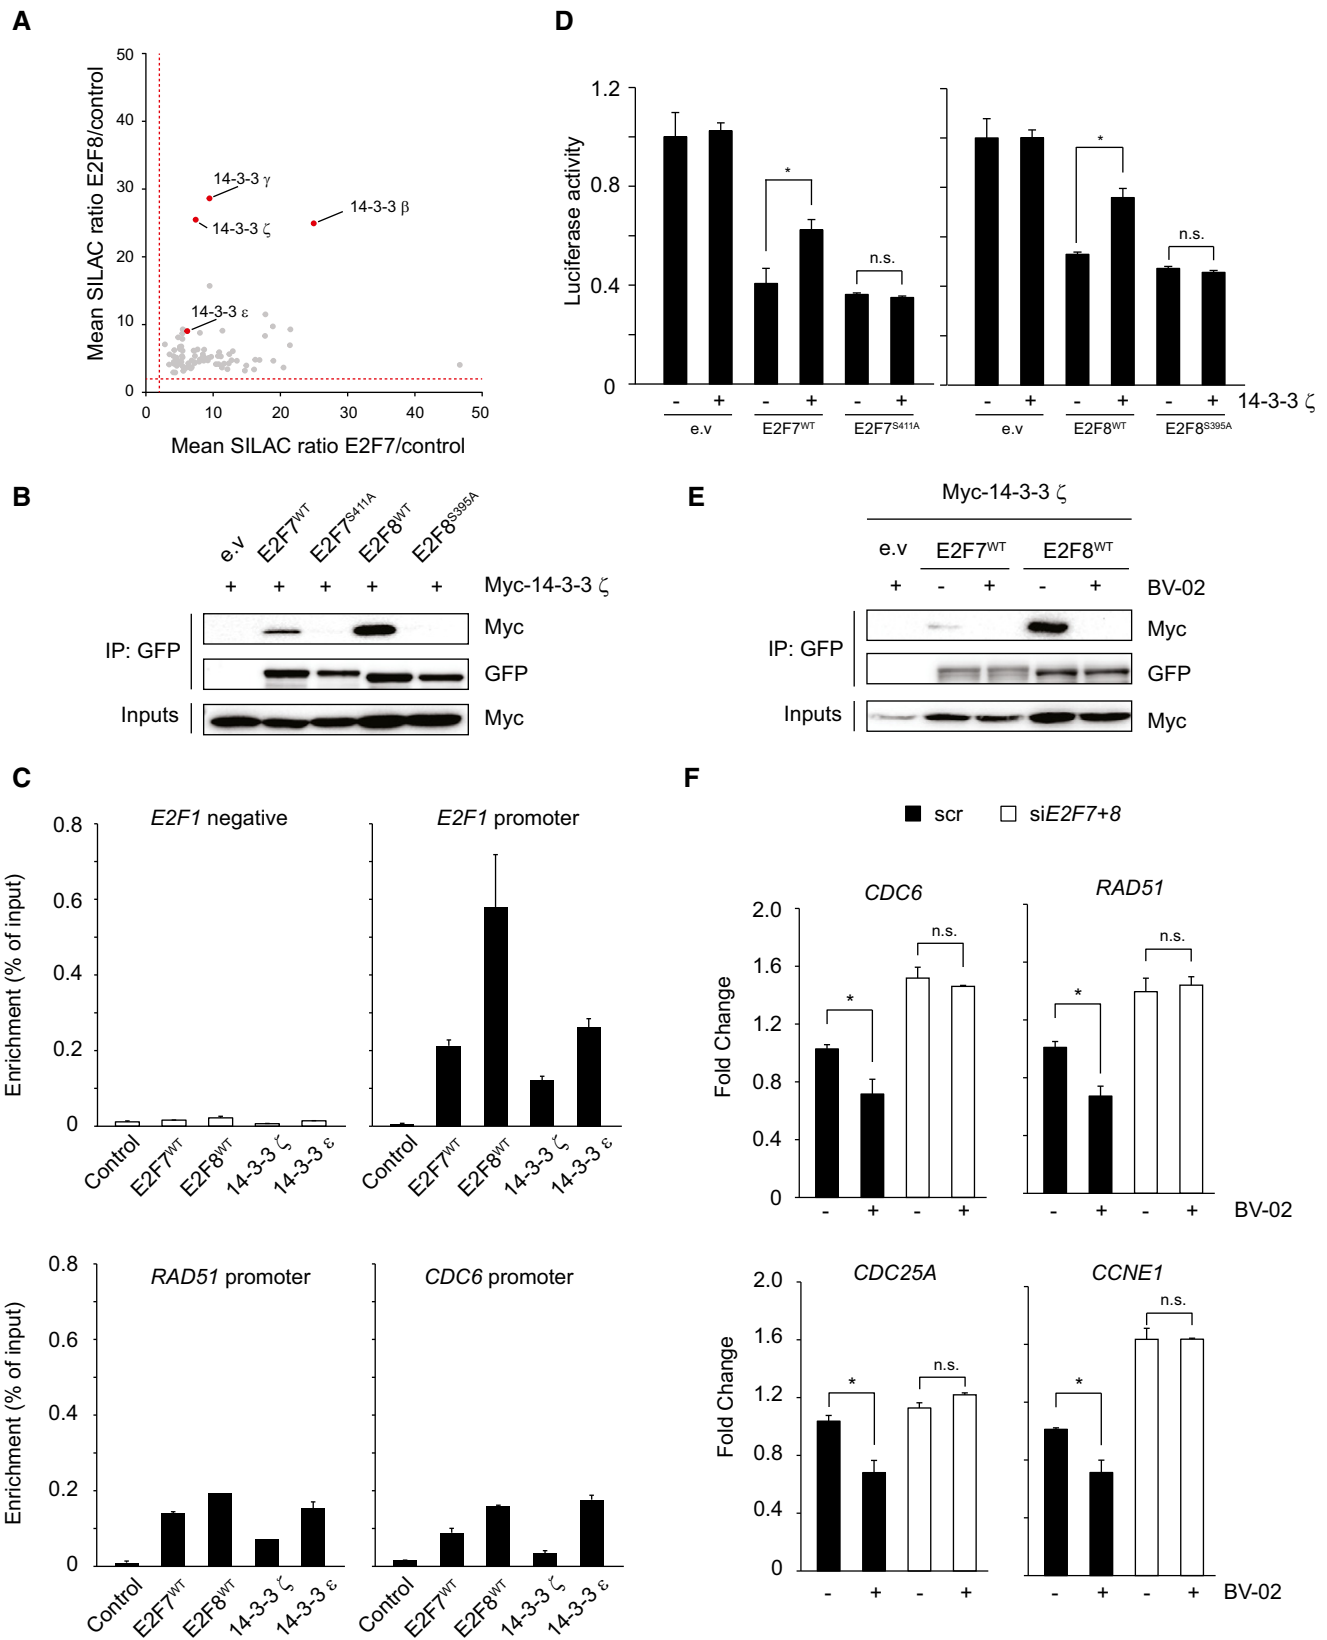 A
50
40
30
20
10
0
Mean SILAC ratio E2F8/control
14-3-3 γ
14-3-3 ζ
14-3-3 β
14-3-3 ε
0 10 20 30 40 50
Mean SILAC ratio E2F7/control
D
1.2
0.8
0.4
0
Luciferase activity
* n.s. * n.s.
- + - + - + - + - + - + 14-3-3 ζ
e.v E2F7WT E2F7S411A e.v E2F8WT E2F8S395A
B
e.v E2F7WT E2F7S411A E2F8WT E2F8S395A
+ + + + + Myc-14-3-3 ζ
IP: GFP
Myc
GFP
Inputs
Myc
E
Myc-14-3-3 ζ
e.v E2F7WT E2F8WT
+ - + - + BV-02
IP: GFP
Myc
GFP
Inputs
Myc
C
E2F1 negative
E2F1 promoter
0.8
0.6
0.4
0.2
0
Enrichment (% of input)
Control E2F7WT E2F8WT 14-3-3 ζ 14-3-3 ε
Control E2F7WT E2F8WT 14-3-3 ζ 14-3-3 ε
RAD51 promoter
CDC6 promoter
0.8
0.6
0.4
0.2
0
Enrichment (% of input)
Control E2F7WT E2F8WT 14-3-3 ζ 14-3-3 ε
Control E2F7WT E2F8WT 14-3-3 ζ 14-3-3 ε
F
scr siE2F7+8
CDC6
RAD51
2.0
1.6
1.2
0.8
0.4
0
Fold Change
* n.s. * n.s.
- + - + - + - + BV-02
CDC25A
CCNE1
2.0
1.6
1.2
0.8
0.4
0
Fold Change
* n.s. * n.s.
- + - + - + - + BV-02